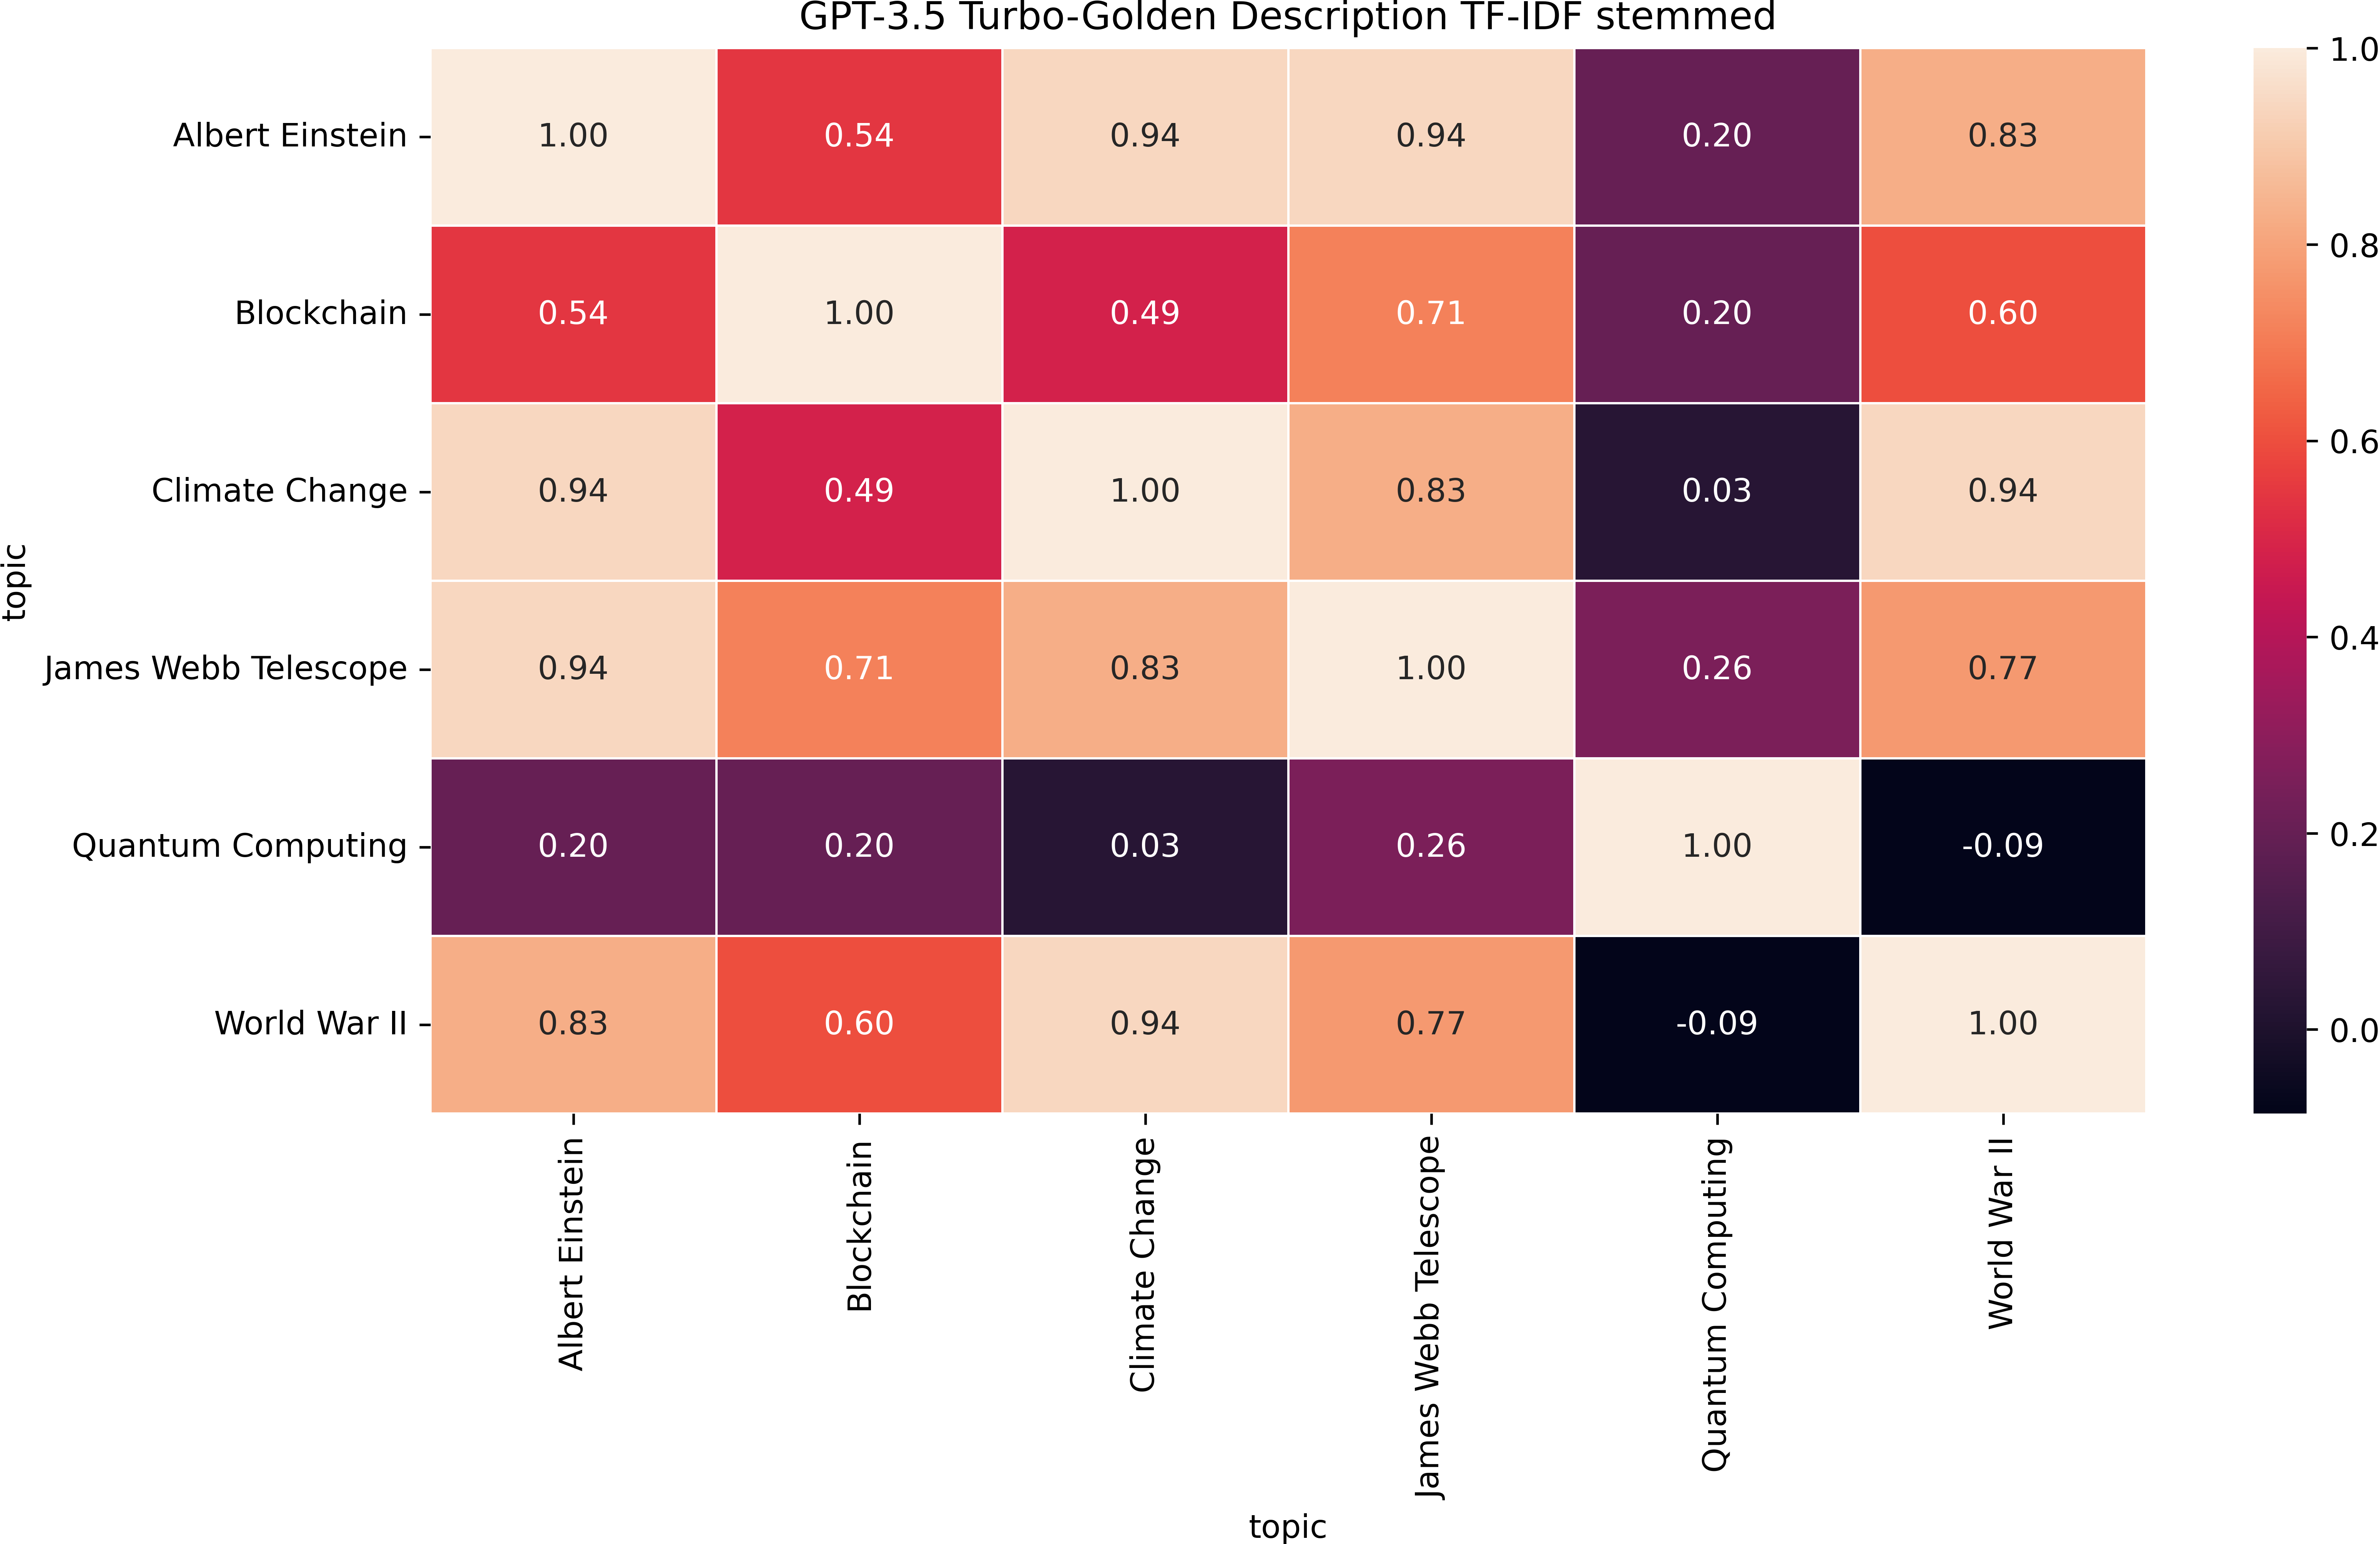 GPT-3.5 Turbo-Golden Description TF-IDF stemmed
topic
Albert Einstein 1.00 0.54 0.94 0.94 0.20 0.83
Blockchain 0.54 1.00 0.49 0.71 0.20 0.60
Climate Change 0.94 0.49 1.00 0.83 0.03 0.94
James Webb Telescope 0.94 0.71 0.83 1.00 0.26 0.77
Quantum Computing 0.20 0.20 0.03 0.26 1.00 -0.09
World War II 0.83 0.60 0.94 0.77 -0.09 1.00
Albert Einstein
Blockchain
Climate Change
James Webb Telescope
Quantum Computing
World War II
topic
1.0
0.8
0.6
0.4
0.2
0.0